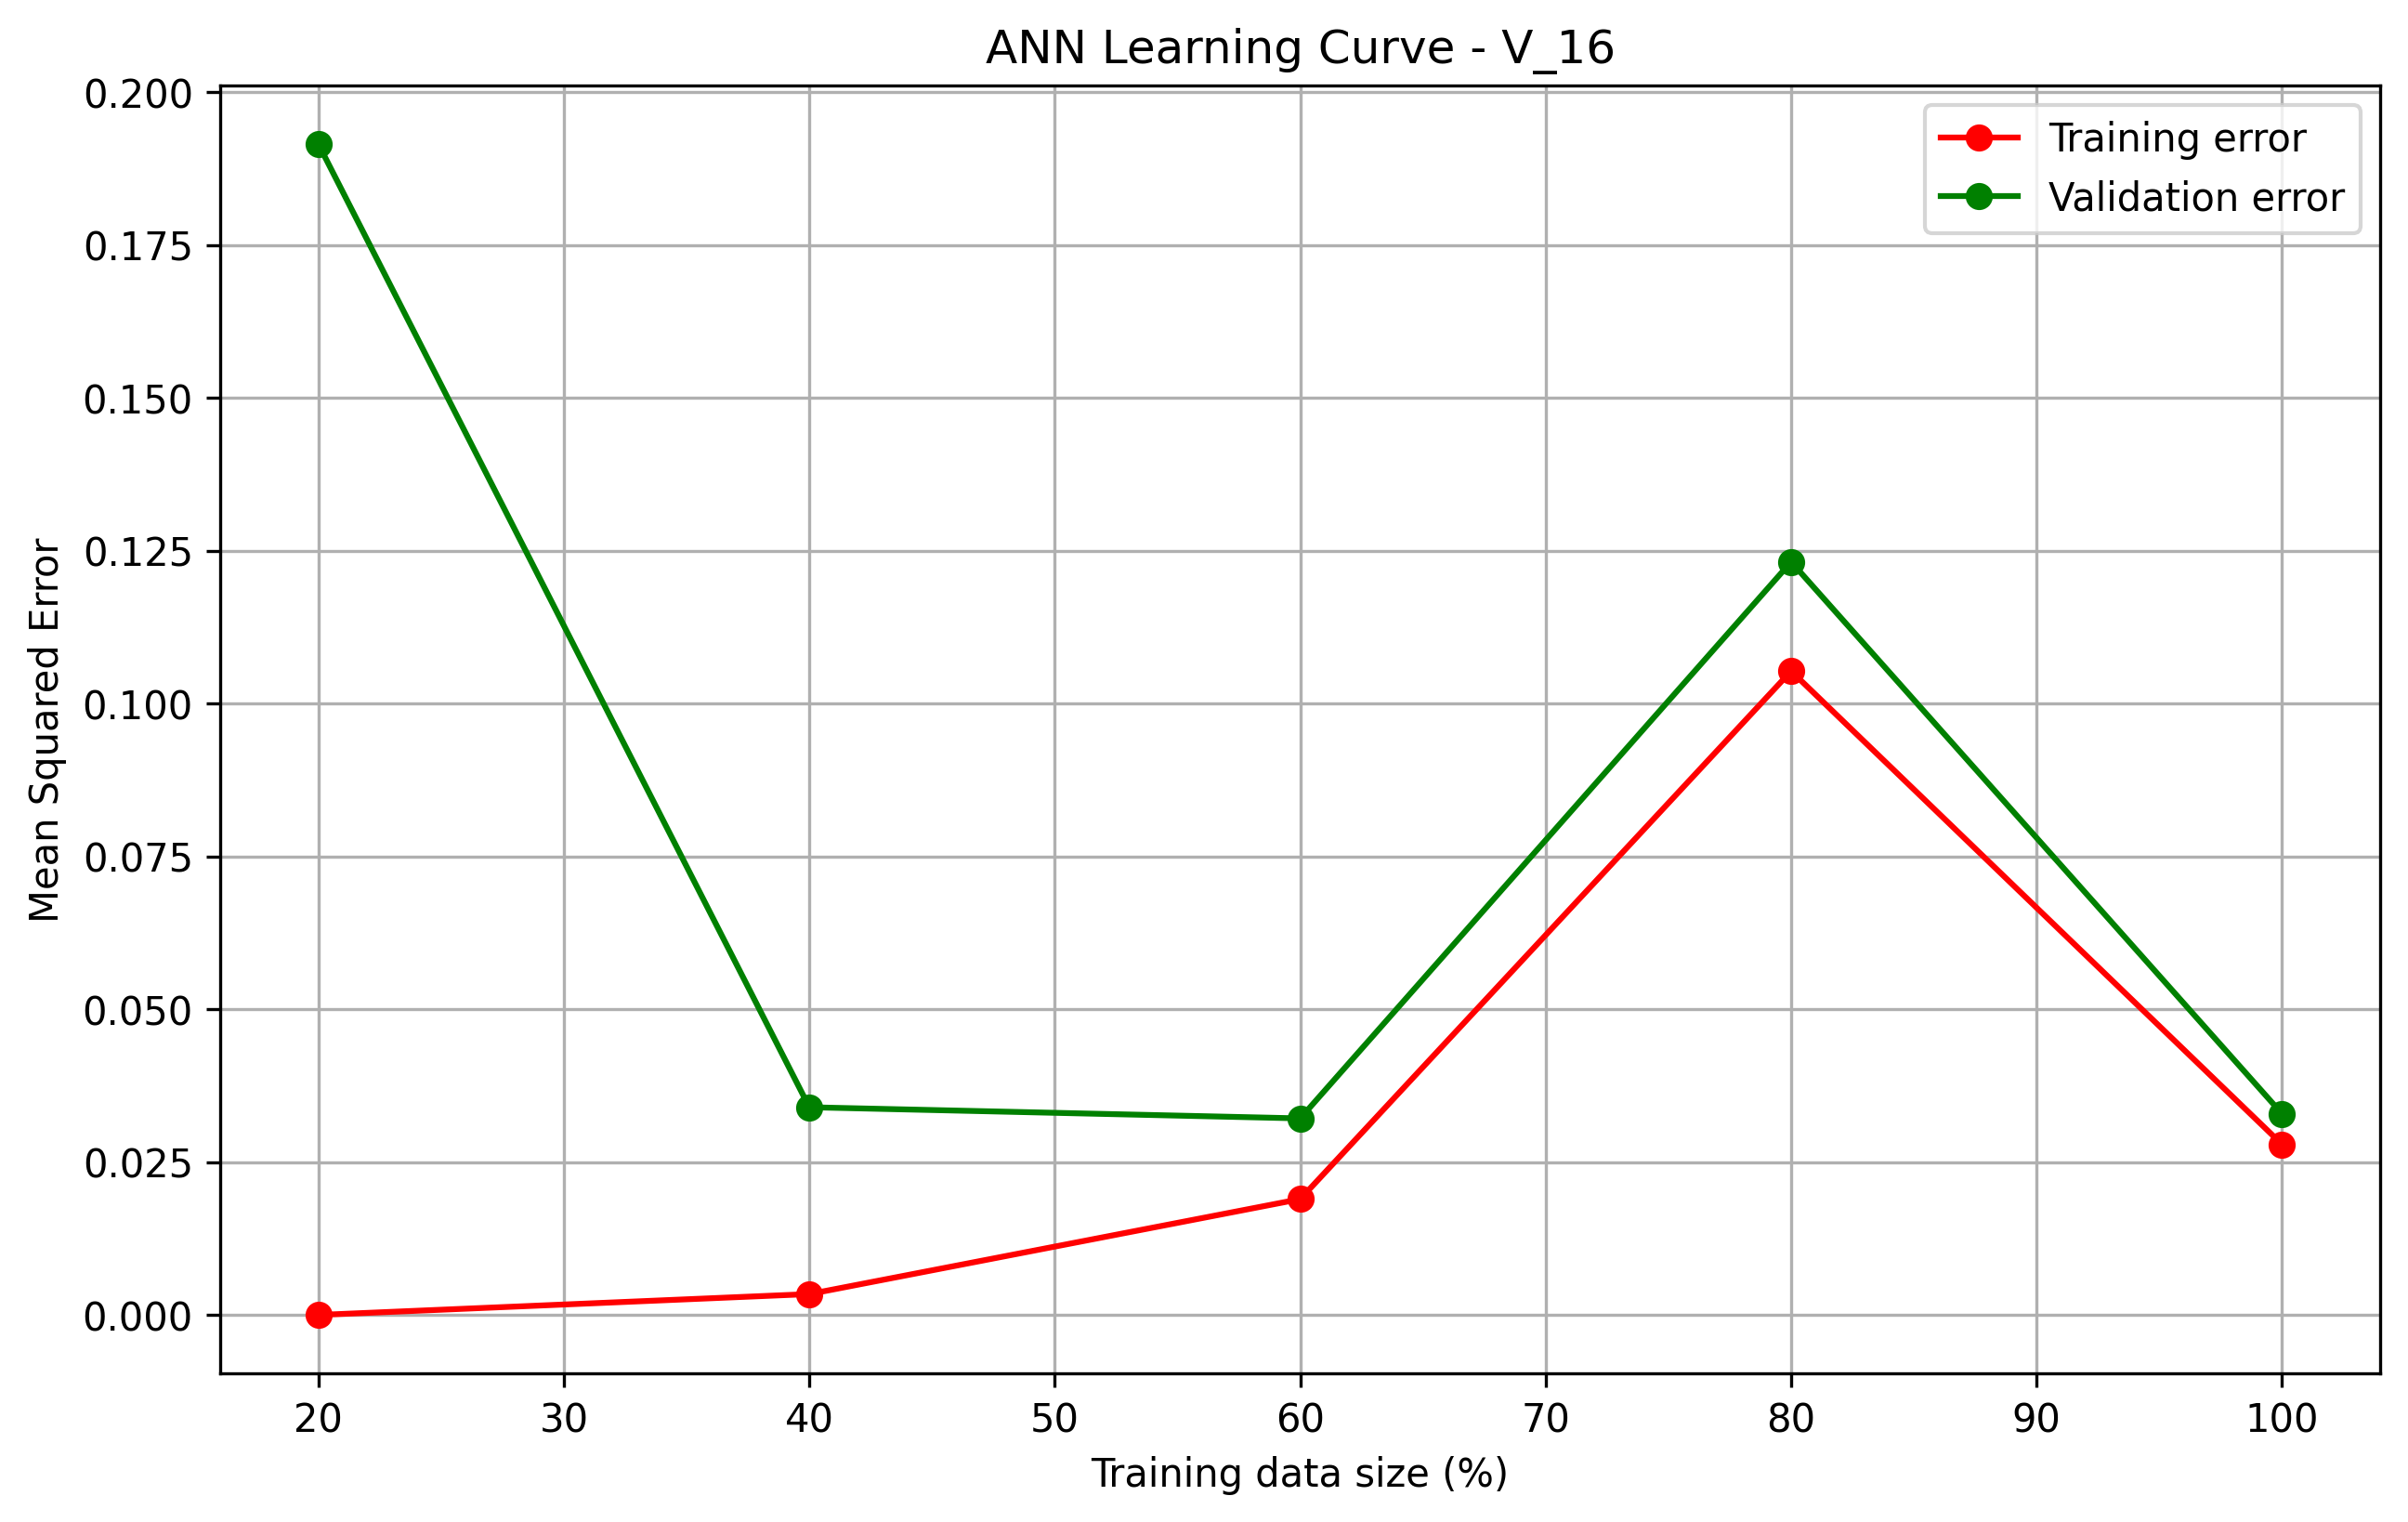 ANN Learning Curve - V_16
Training error
Validation error
Mean Squared Error
0.200
0.175
0.150
0.125
0.100
0.075
0.050
0.025
0.000
20 30 40 50 60 70 80 90 100
Training data size (%)